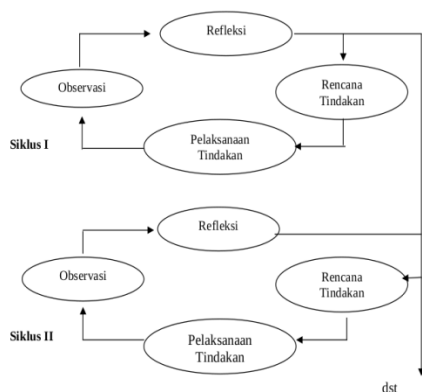 Refleksi
Observasi
Rencana
Tindakan
Siklus I
Pelaksanaan
Tindakan
Refleksi
Observasi
Rencana
Tindakan
Siklus II
Pelaksanaan
Tindakan
dst